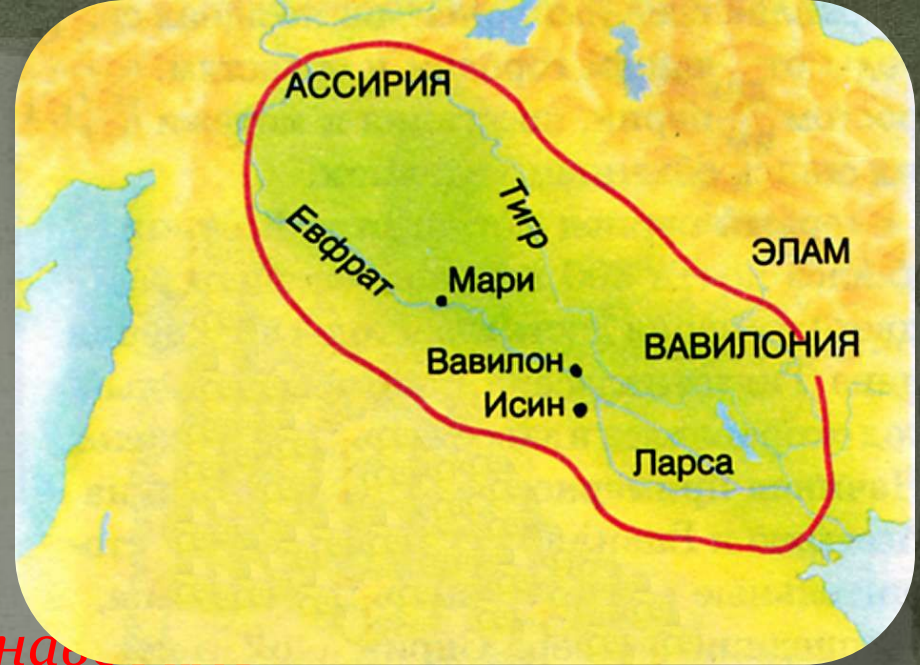 АССИРИЯ
Тигр
Евфрат
ЭЛАМ
Мари
ВАВИЛОНИЯ
Вавилон
Исин
Ларса